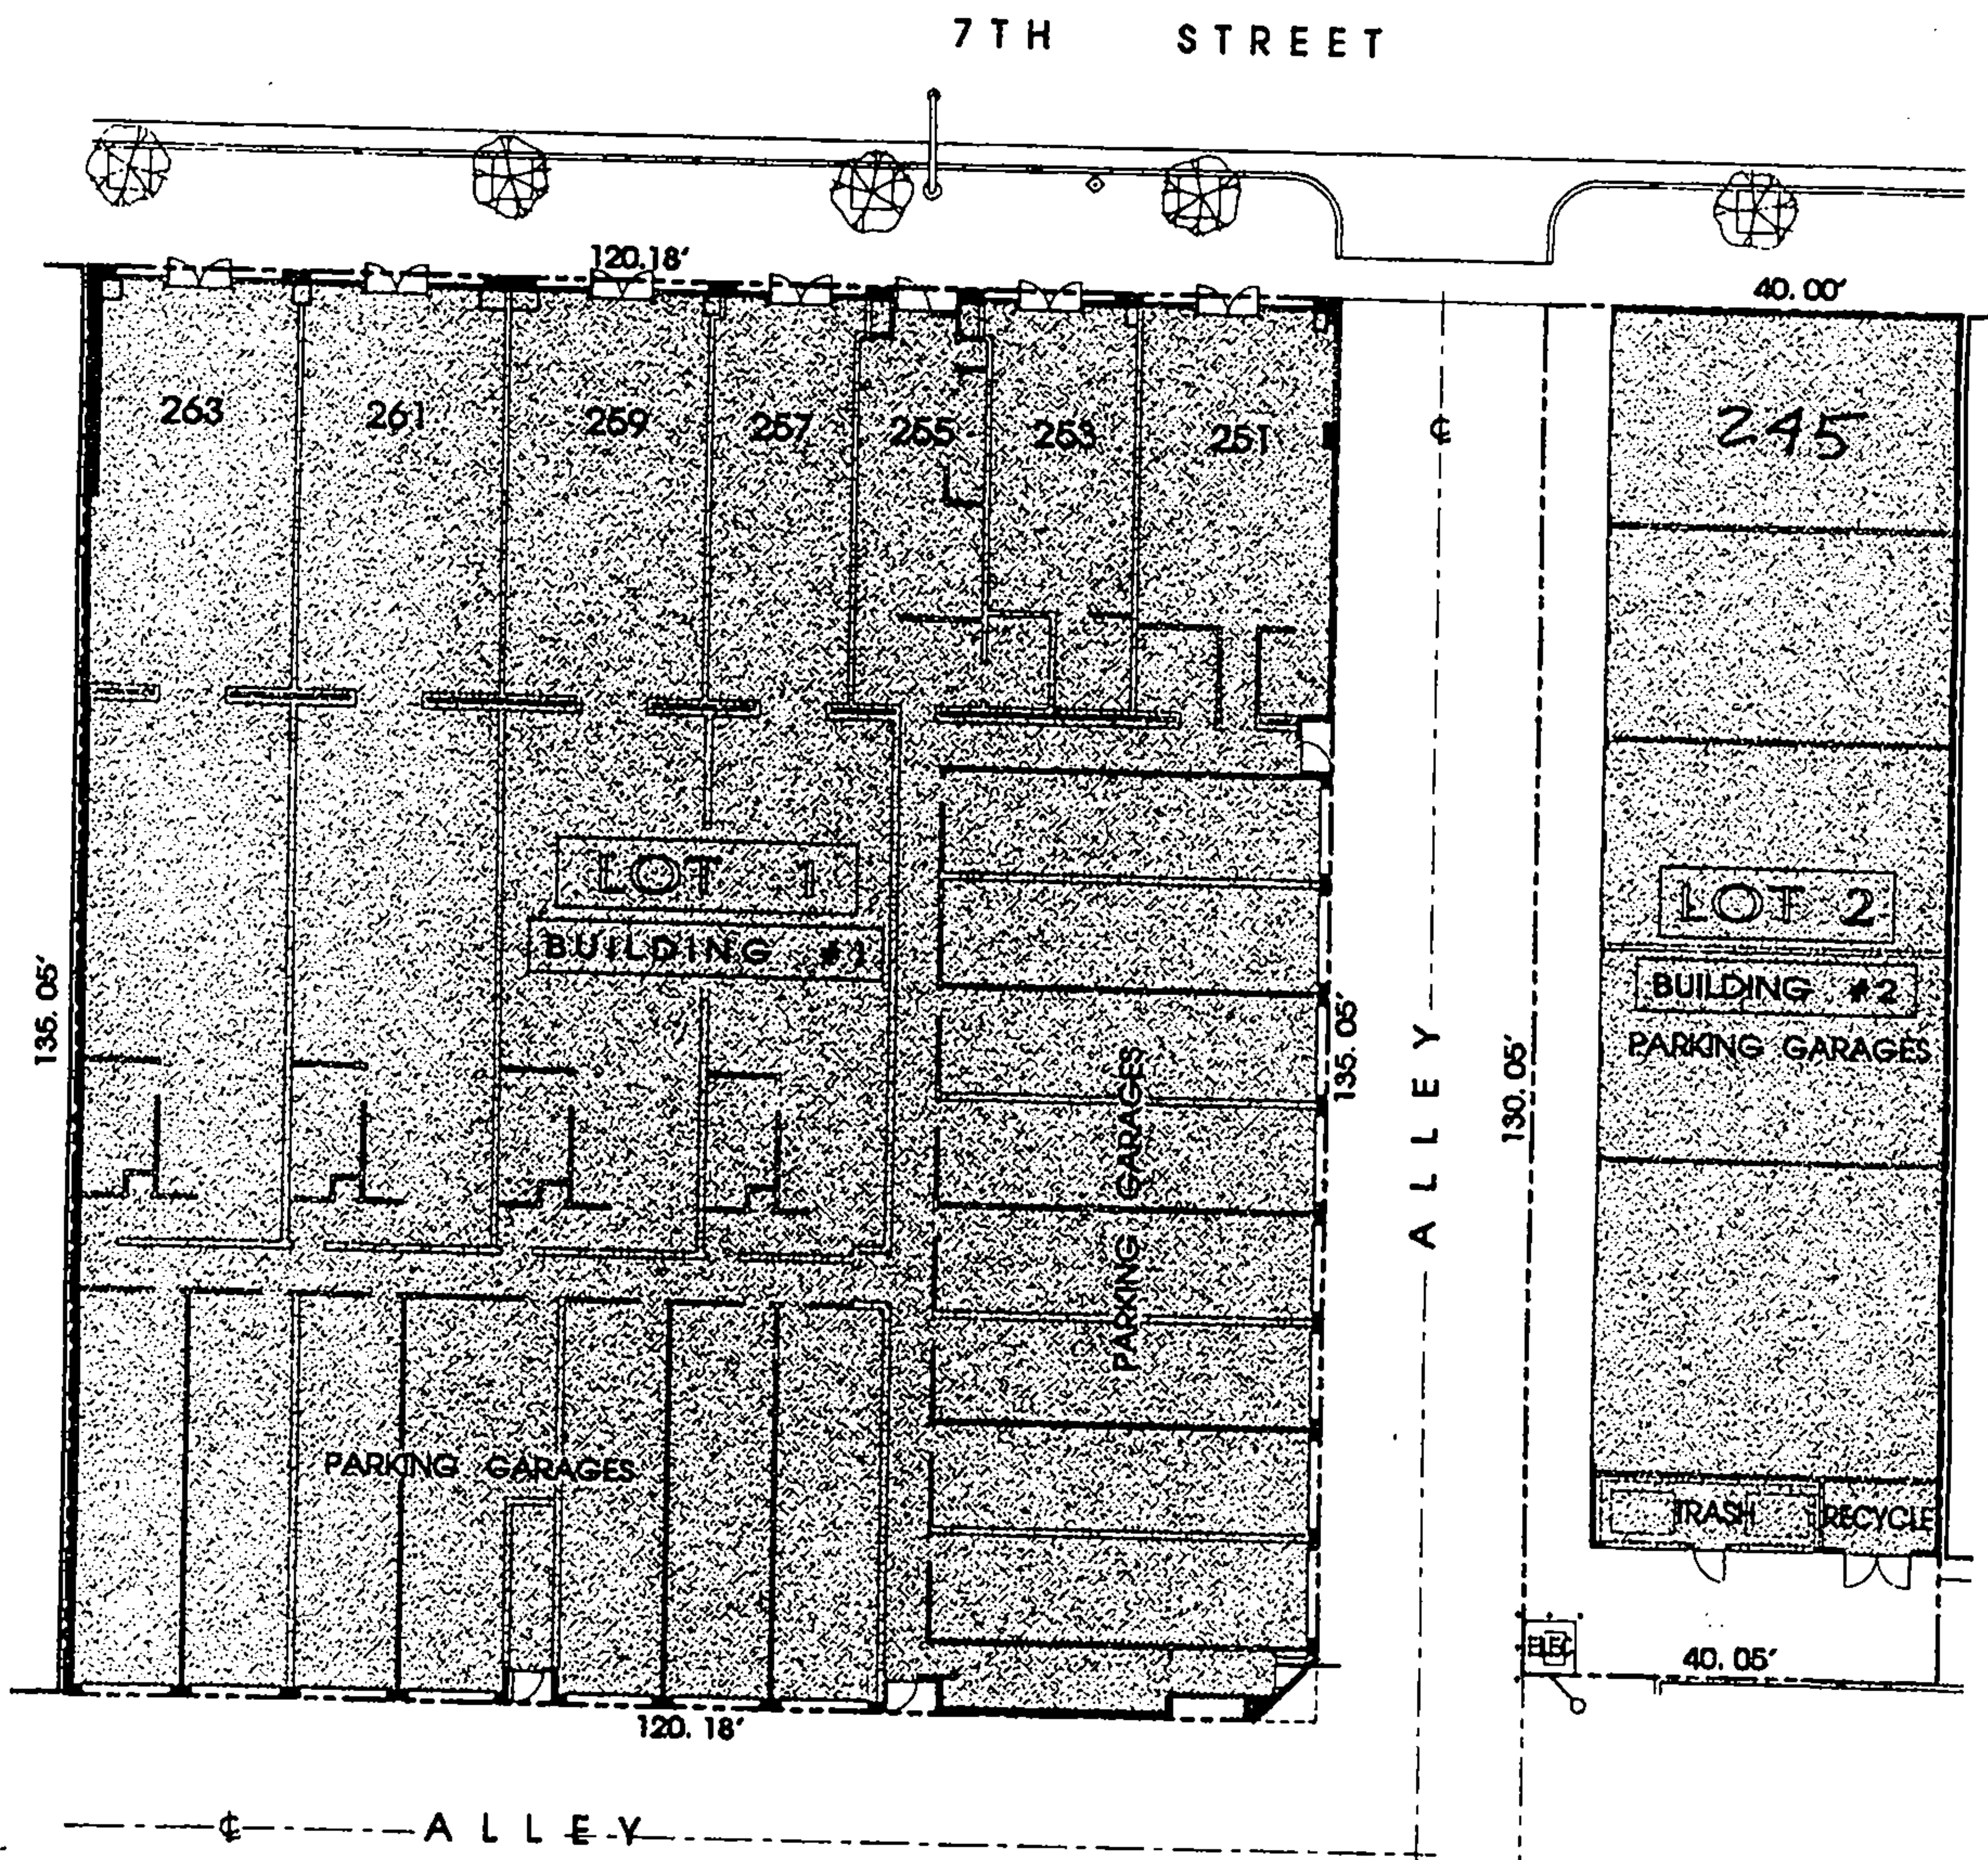 7TH STREET
120.18'
40.00'
263 261 259 257 255 253 251
245
℄
LOT 1
BUILDING #1
LOT 2
BUILDING #2
PARKING GARAGES
135.05'
PARKING GARAGES
135.05'
ALLEY
130.05'
PARKING GARAGES
TRASH RECYCLE
ELEC
40.05'
120.18'
℄ ALLEY